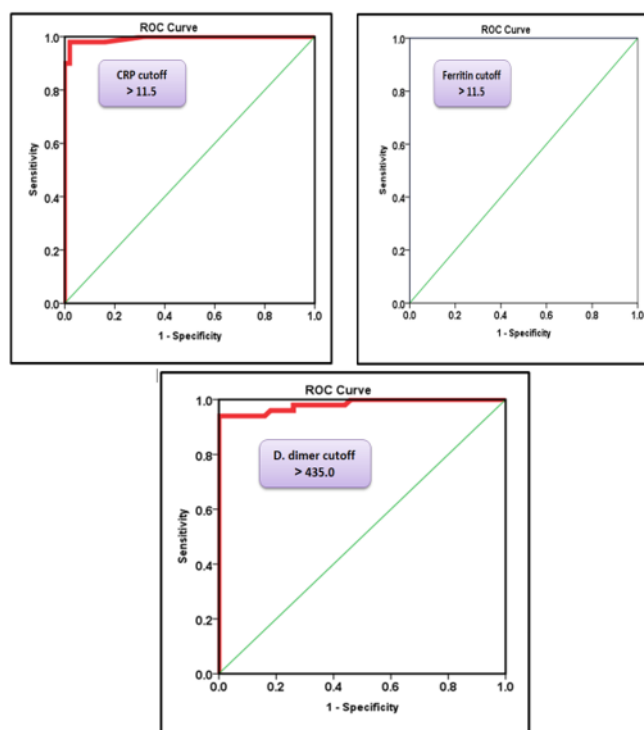 ROC Curve
1.0
0.8
0.6
0.4
0.2
0.0
Sensitivity
CRP cutoff
> 11.5
0.0 0.2 0.4 0.6 0.8 1.0
1 - Specificity
ROC Curve
1.0
0.8
0.6
0.4
0.2
0.0
Sensitivity
Ferritin cutoff
> 11.5
0.0 0.2 0.4 0.6 0.8 1.0
1 - Specificity
ROC Curve
1.0
0.8
0.6
0.4
0.2
0.0
Sensitivity
D. dimer cutoff
> 435.0
0.0 0.2 0.4 0.6 0.8 1.0
1 - Specificity